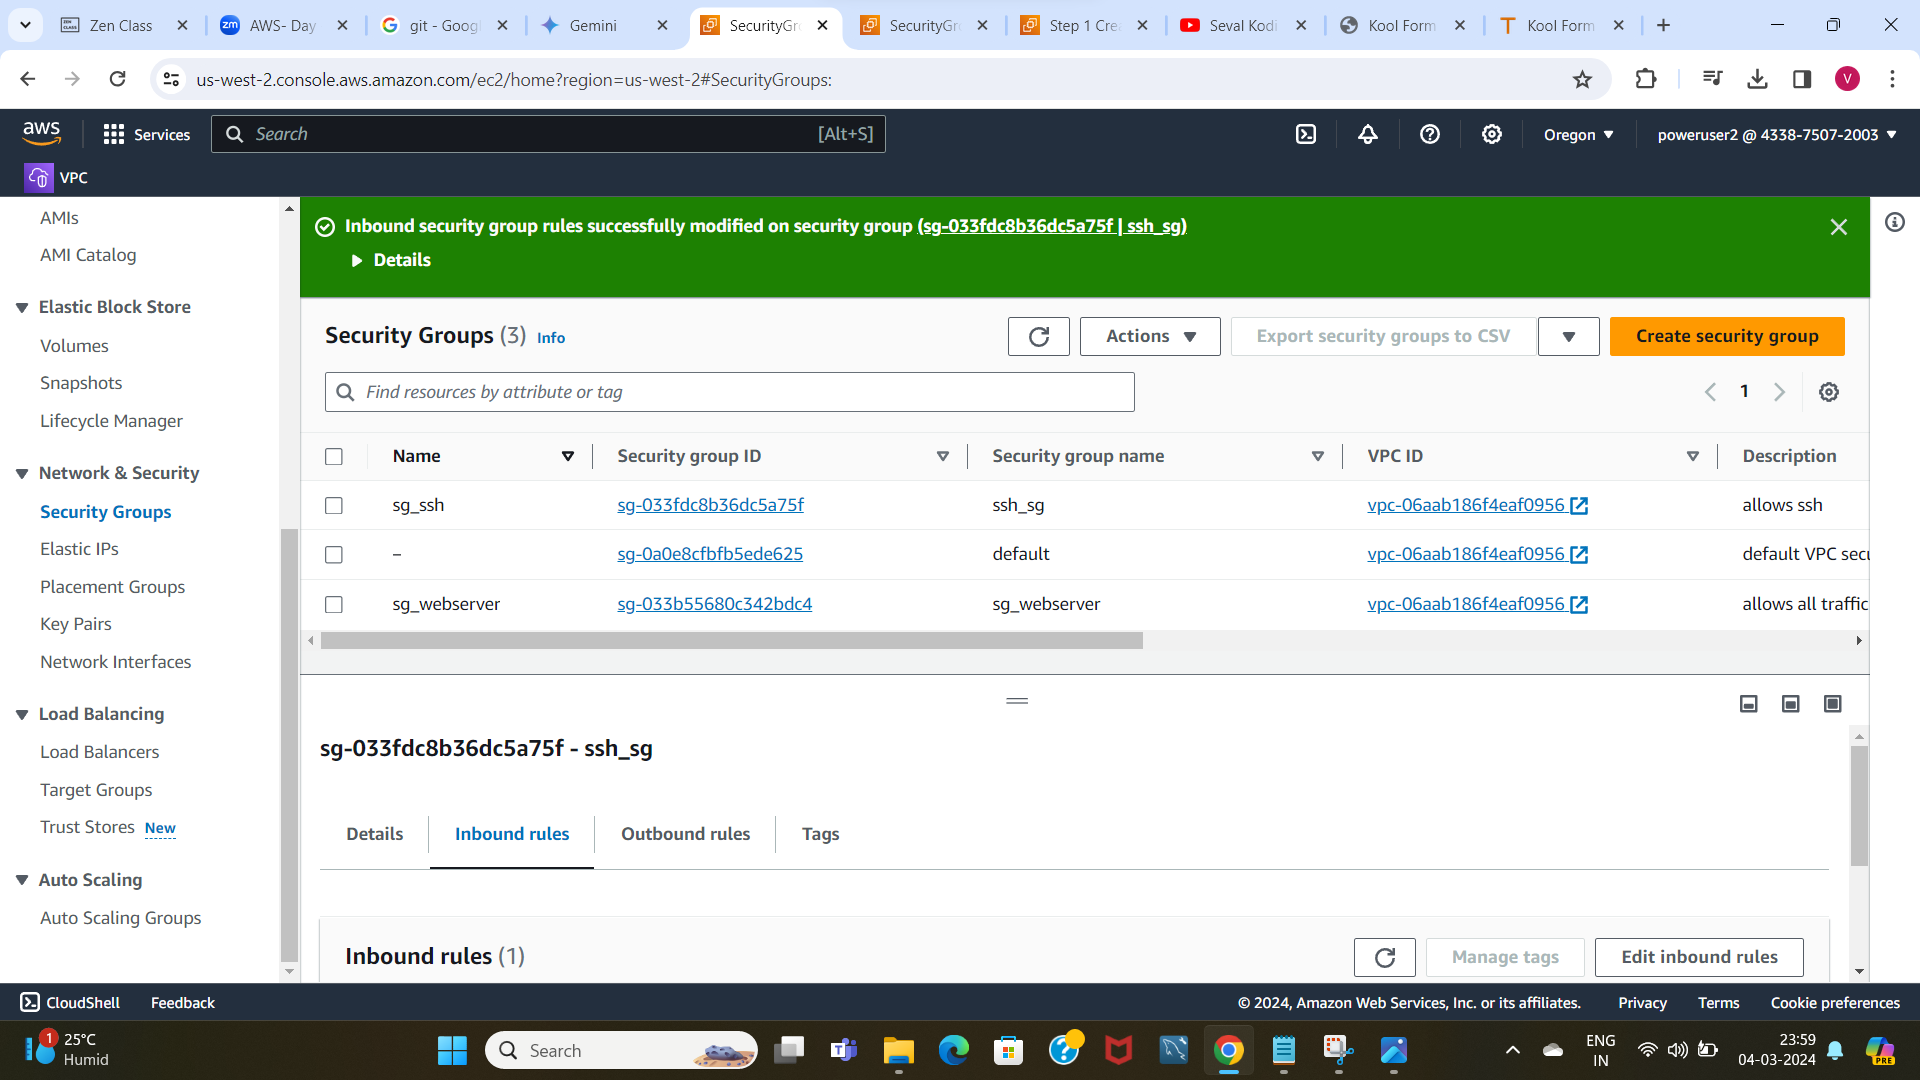 Zen Class
zm
AWS- Day
git - Goog
Gemini
SecurityGr
SecurityGr
Step 1 Cre
Seval Kodi
Kool Form
Kool Form
us-west-2.console.aws.amazon.com/ec2/home?region=us-west-2#SecurityGroups:
V
aws
Services
Search
[Alt+S]
Oregon
poweruser2 @ 4338-7507-2003
VPC
AMIs
AMI Catalog
Elastic Block Store
Volumes
Snapshots
Lifecycle Manager
Network & Security
Security Groups
Elastic IPs
Placement Groups
Key Pairs
Network Interfaces
Load Balancing
Load Balancers
Target Groups
Trust Stores New
Auto Scaling
Auto Scaling Groups
Inbound security group rules successfully modified on security group (sg-033fdc8b36dc5a75f | ssh_sg)
Details
Security Groups (3) Info
Actions
Export security groups to CSV
Create security group
Find resources by attribute or tag
1
Name Security group ID Security group name VPC ID Description
sg_ssh sg-033fdc8b36dc5a75f ssh_sg vpc-06aab186f4eaf0956 allows ssh
– sg-0a0e8cfbfb5ede625 default vpc-06aab186f4eaf0956 default VPC secu
sg_webserver sg-033b55680c342bdc4 sg_webserver vpc-06aab186f4eaf0956 allows all traffic
sg-033fdc8b36dc5a75f - ssh_sg
Details Inbound rules Outbound rules Tags
Inbound rules (1)
Manage tags
Edit inbound rules
CloudShell Feedback
© 2024, Amazon Web Services, Inc. or its affiliates. Privacy Terms Cookie preferences
1
25°C
Humid
Search
ENG
IN
23:59
04-03-2024
PRE